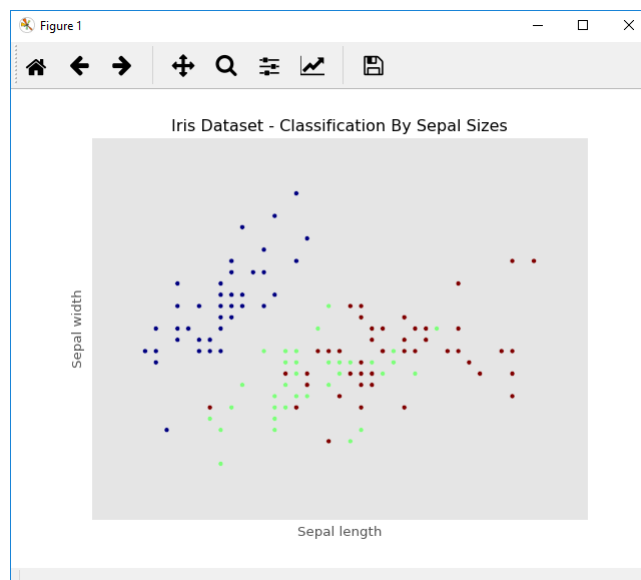 Figure 1
Iris Dataset - Classification By Sepal Sizes
Sepal width
Sepal length